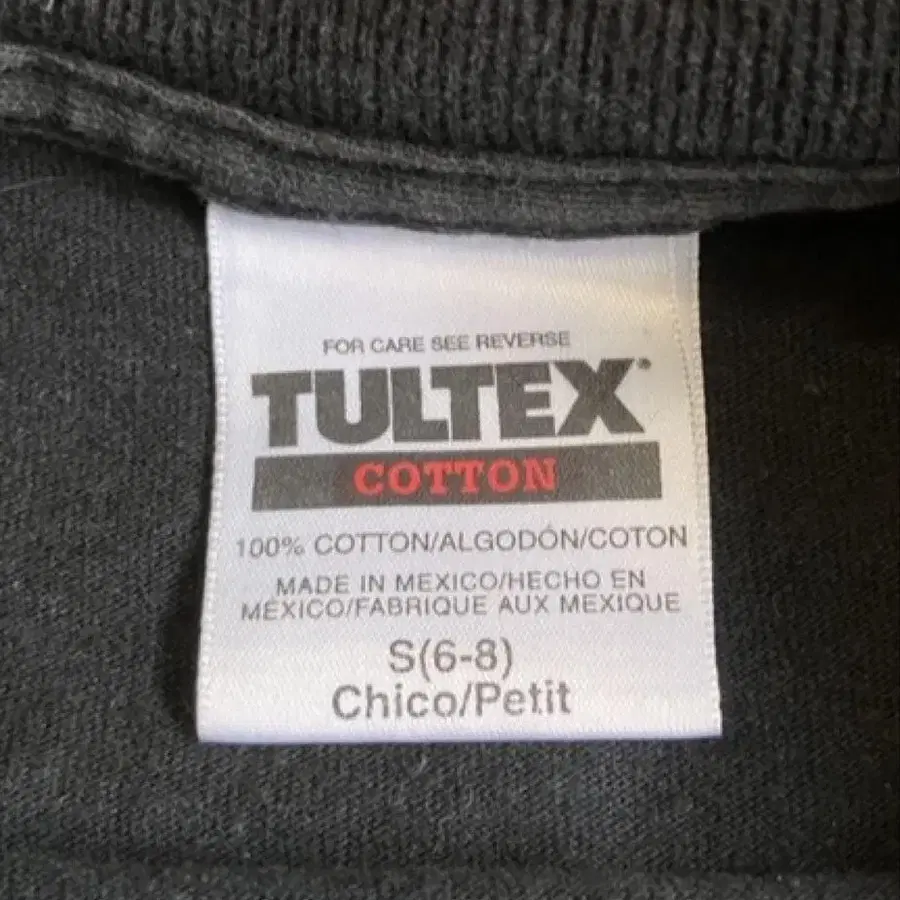 FOR CARE SEE REVERSE
TULTEX
COTTON
100% COTTON/ALGODÓN/COTON
MADE IN MEXICO/HECHO EN
MEXICO/FABRIQUE AUX MEXIQUE
S(6-8)
Chico/Petit